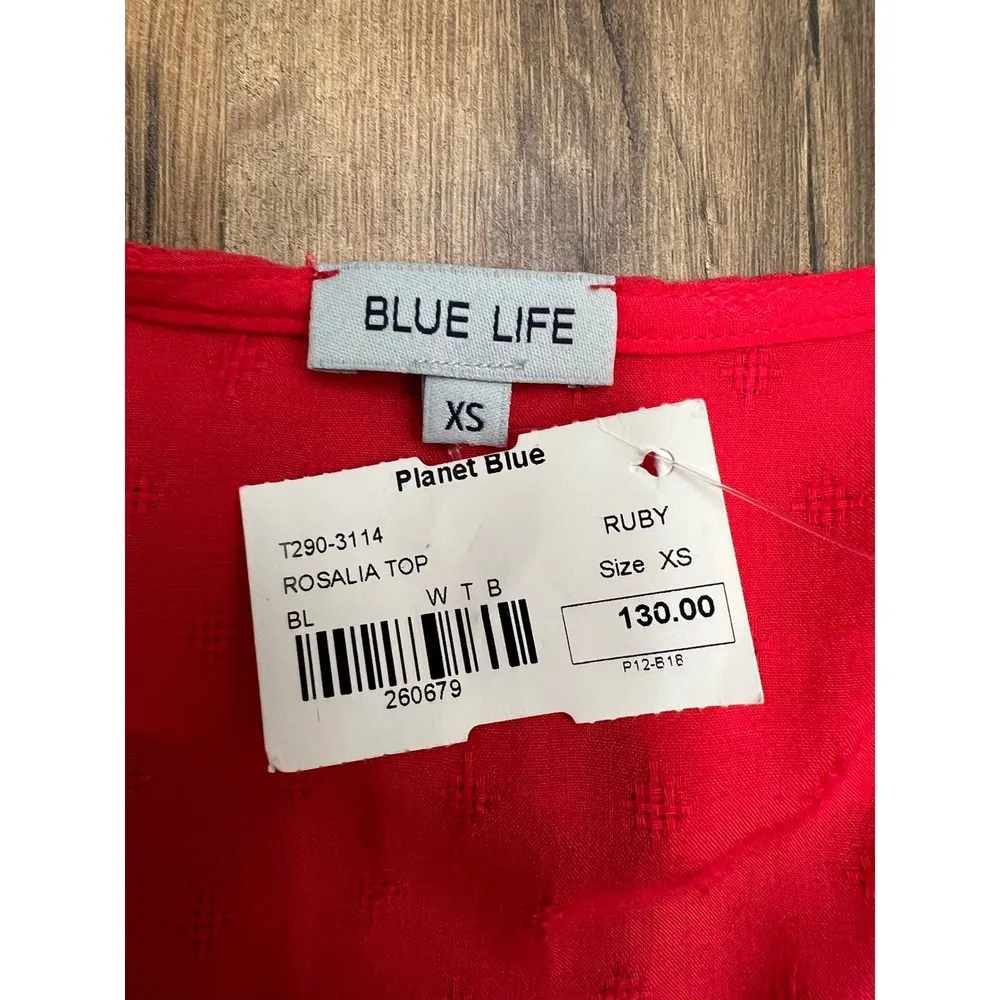 BLUE LIFE
XS
Planet Blue
T290-3114
ROSALIA TOP
BL
W T B
260679
RUBY
Size XS
130.00
P12-B18